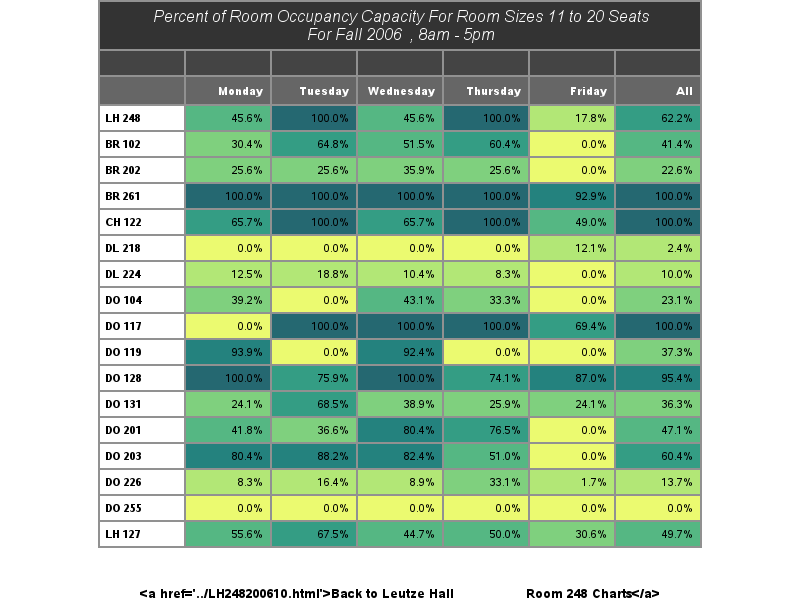 Percent of Room Occupancy Capacity For Room Sizes 11 to 20 Seats
For Fall 2006 , 8am - 5pm
Monday Tuesday Wednesday Thursday Friday All
LH 248 45.6% 100.0% 45.6% 100.0% 17.8% 62.2%
BR 102 30.4% 64.8% 51.5% 60.4% 0.0% 41.4%
BR 202 25.6% 25.6% 35.9% 25.6% 0.0% 22.6%
BR 261 100.0% 100.0% 100.0% 100.0% 92.9% 100.0%
CH 122 65.7% 100.0% 65.7% 100.0% 49.0% 100.0%
DL 218 0.0% 0.0% 0.0% 0.0% 12.1% 2.4%
DL 224 12.5% 18.8% 10.4% 8.3% 0.0% 10.0%
DO 104 39.2% 0.0% 43.1% 33.3% 0.0% 23.1%
DO 117 0.0% 100.0% 100.0% 100.0% 69.4% 100.0%
DO 119 93.9% 0.0% 92.4% 0.0% 0.0% 37.3%
DO 128 100.0% 75.9% 100.0% 74.1% 87.0% 95.4%
DO 131 24.1% 68.5% 38.9% 25.9% 24.1% 36.3%
DO 201 41.8% 36.6% 80.4% 76.5% 0.0% 47.1%
DO 203 80.4% 88.2% 82.4% 51.0% 0.0% 60.4%
DO 226 8.3% 16.4% 8.9% 33.1% 1.7% 13.7%
DO 255 0.0% 0.0% 0.0% 0.0% 0.0% 0.0%
LH 127 55.6% 67.5% 44.7% 50.0% 30.6% 49.7%
<a href='../LH248200610.html'>Back to Leutze Hall Room 248 Charts</a>